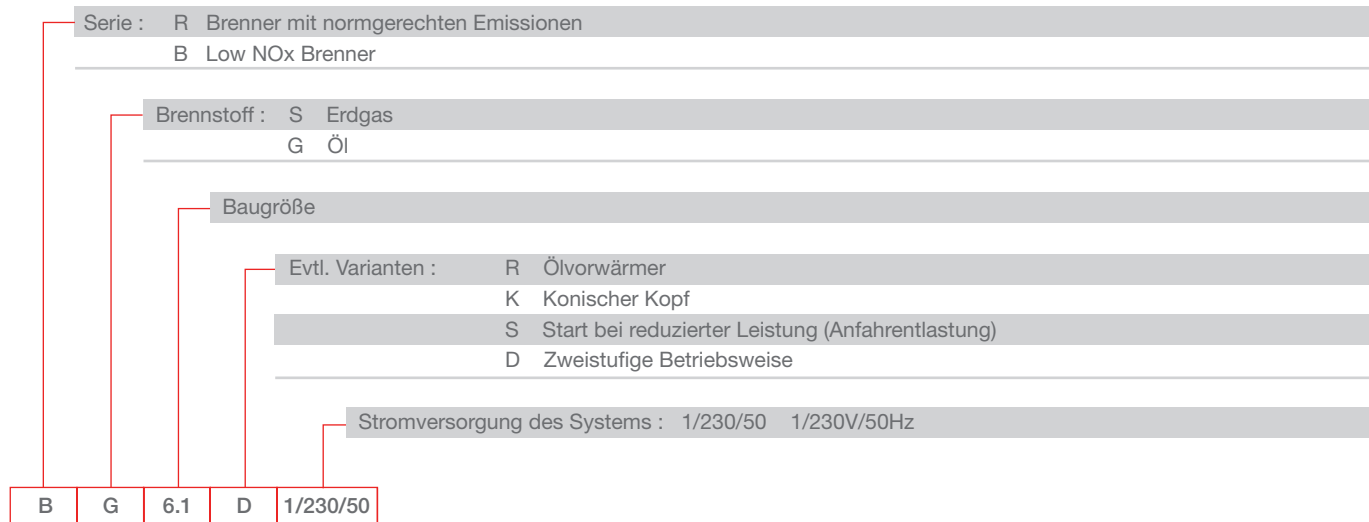 Serie : R Brenner mit normgerechten Emissionen
B Low NOx Brenner
Brennstoff : S Erdgas
G Öl
Baugröße
Evtl. Varianten : R Ölvorwärmer
K Konischer Kopf
S Start bei reduzierter Leistung (Anfahrentlastung)
D Zweistufige Betriebsweise
Stromversorgung des Systems : 1/230/50 1/230V/50Hz
B G 6.1 D 1/230/50